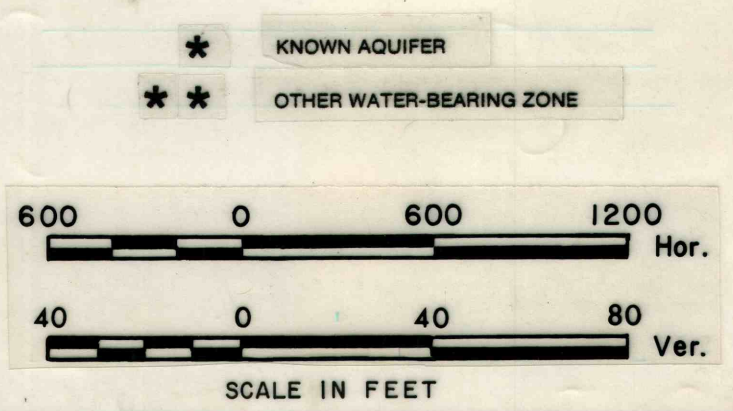 * KNOWN AQUIFER
* * OTHER WATER-BEARING ZONE
600 0 600 1200
Hor.
40 0 40 80
Ver.
SCALE IN FEET